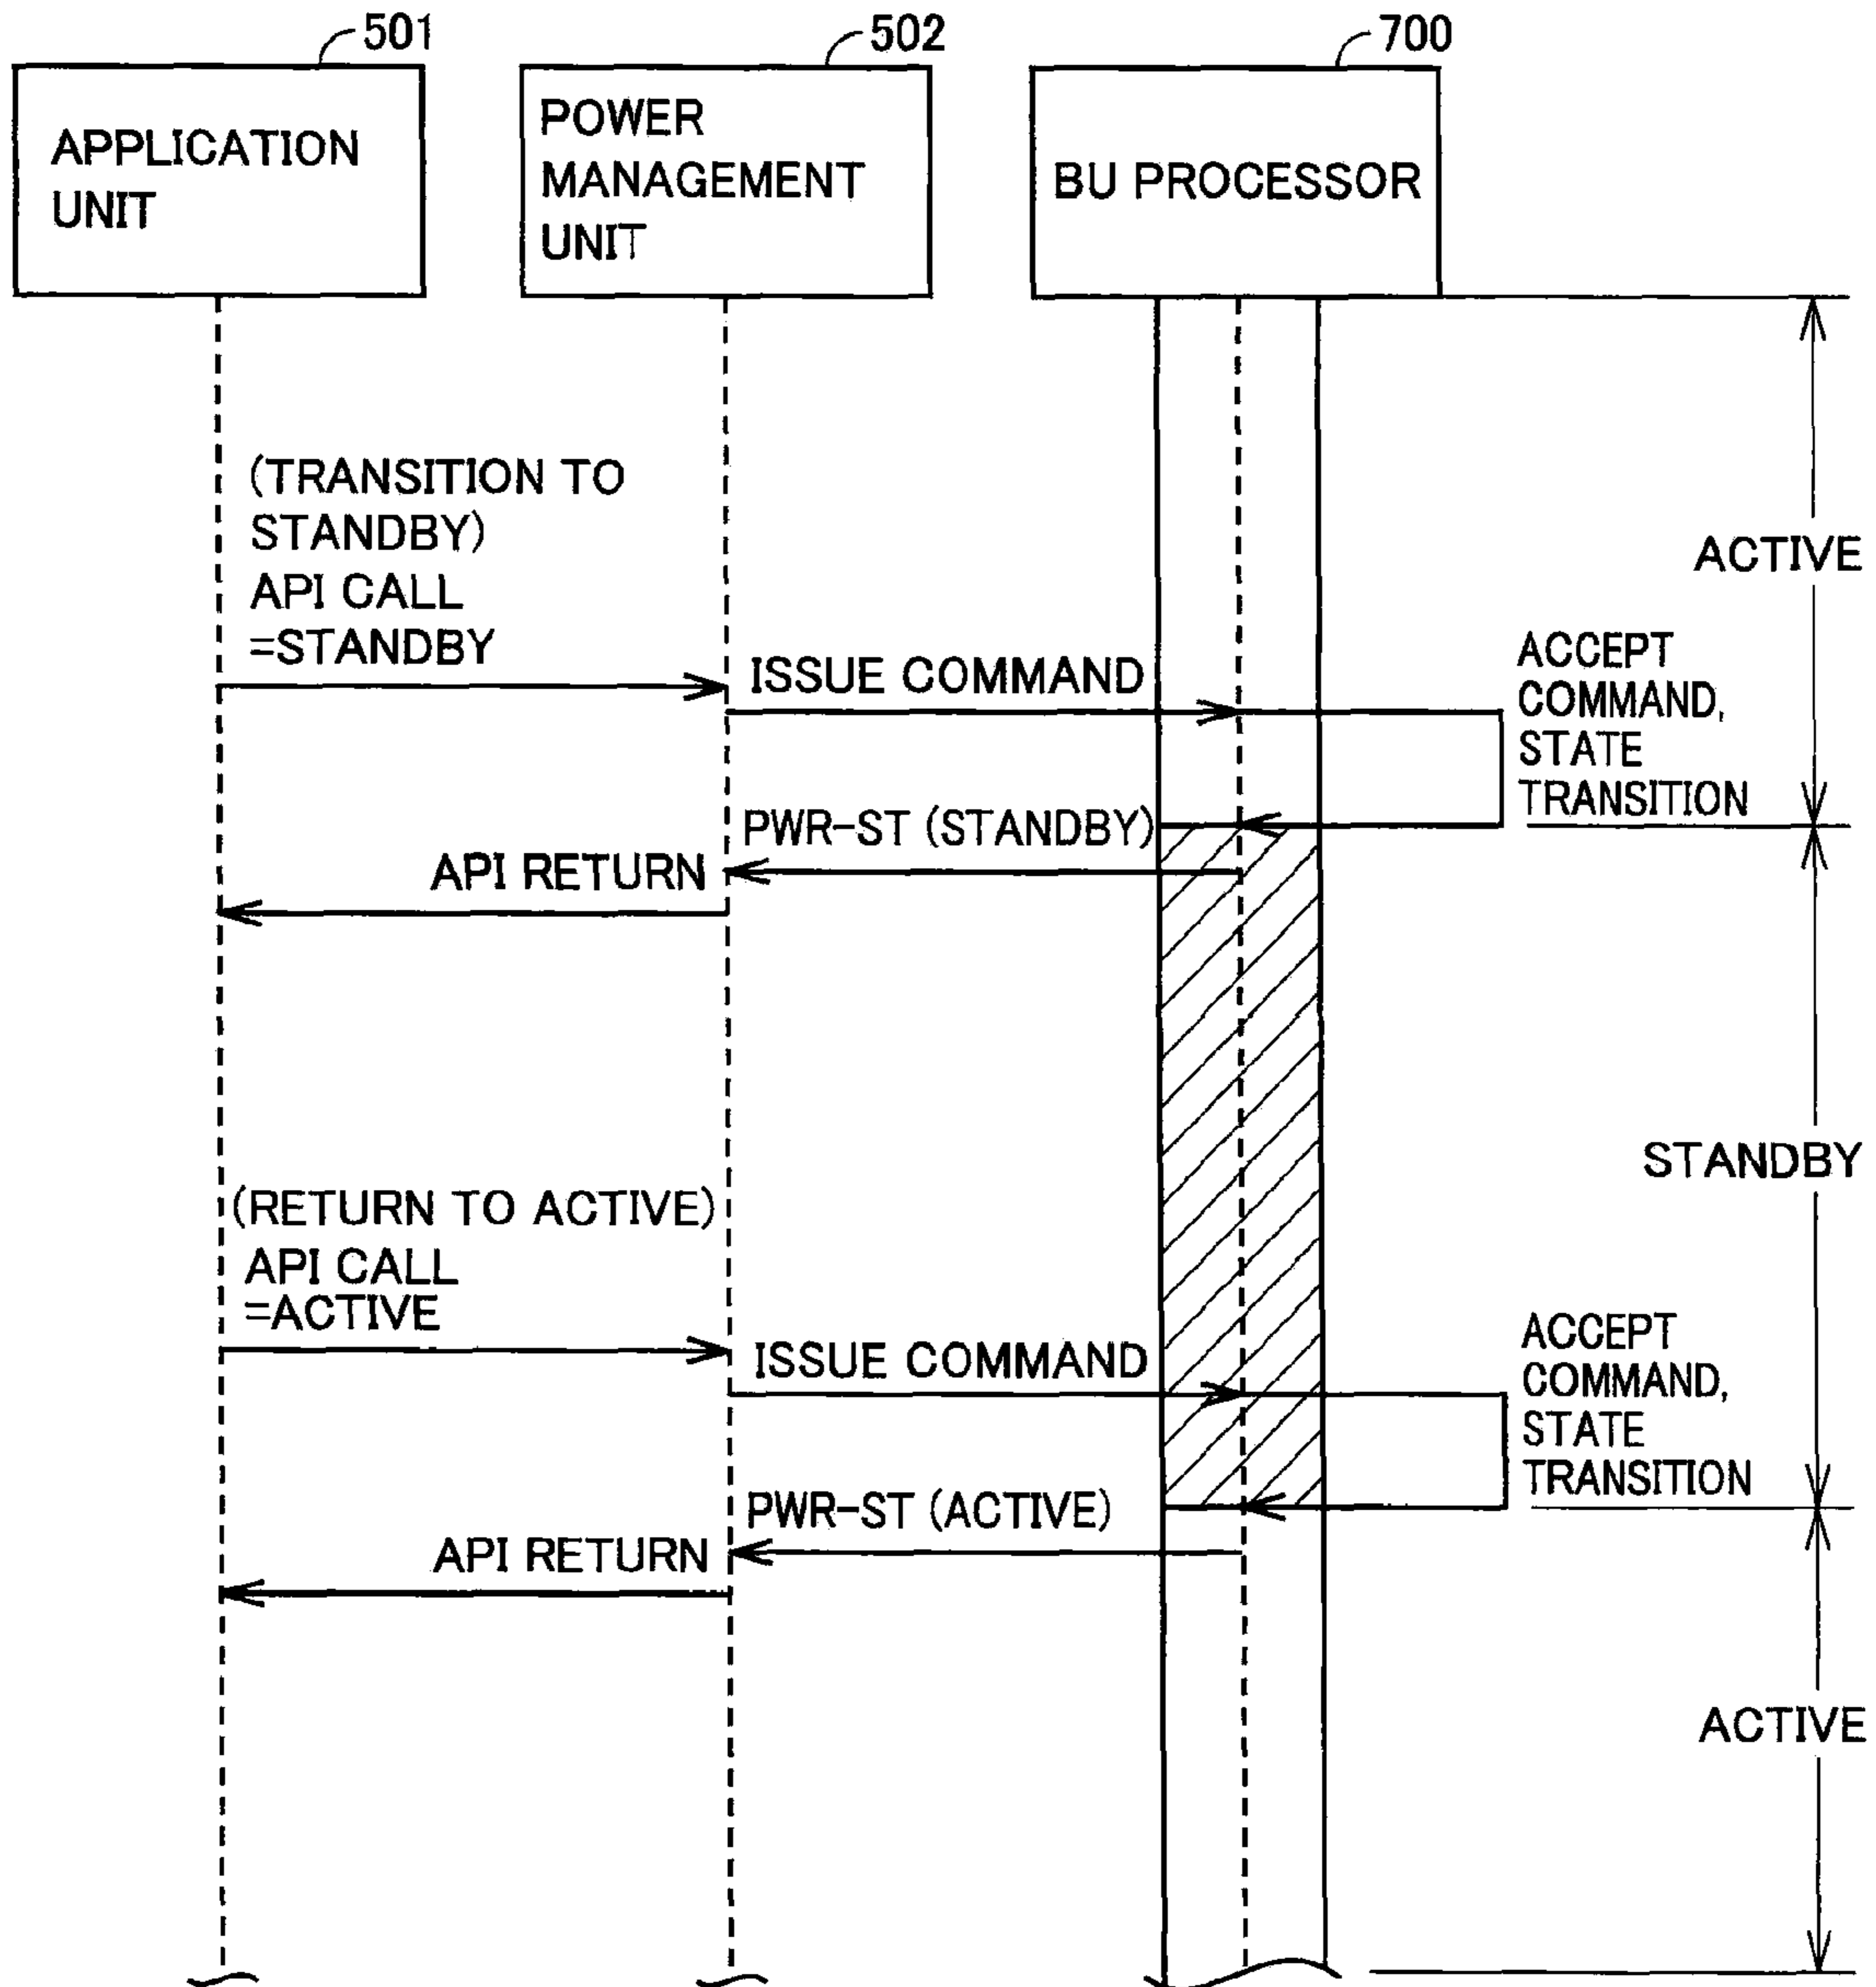 501
502
700
APPLICATION
UNIT
POWER
MANAGEMENT
UNIT
BU PROCESSOR
(TRANSITION TO
STANDBY)
API CALL
=STANDBY
ACTIVE
ISSUE COMMAND
ACCEPT
COMMAND,
STATE
TRANSITION
PWR-ST (STANDBY)
API RETURN
STANDBY
(RETURN TO ACTIVE)
API CALL
=ACTIVE
ISSUE COMMAND
ACCEPT
COMMAND,
STATE
TRANSITION
PWR-ST (ACTIVE)
API RETURN
ACTIVE